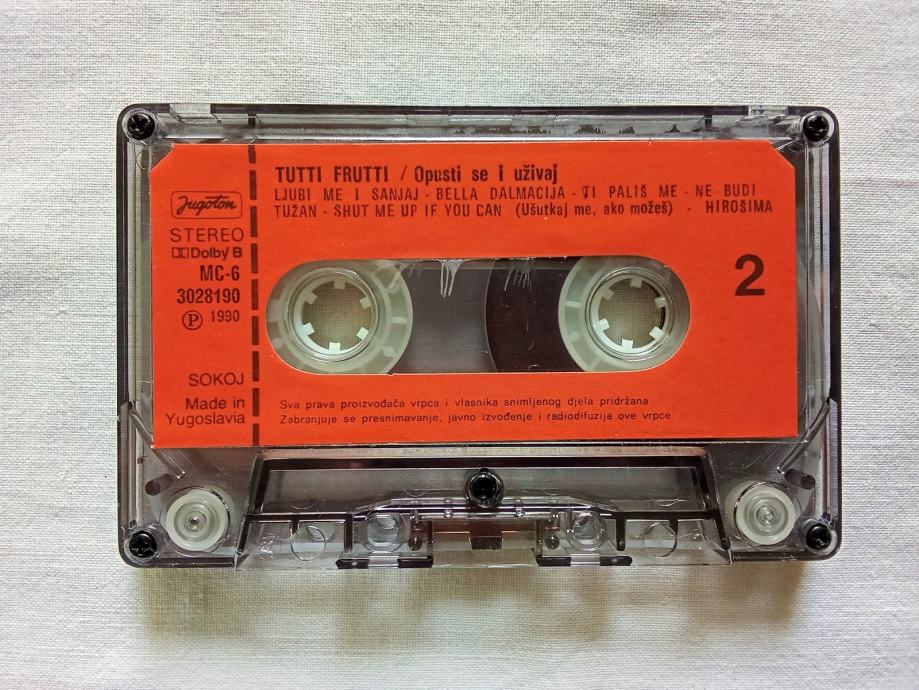 TUTTI FRUTTI / Opusti se i uživaj
LJUBI ME I SANJAJ - BELLA DALMACIJA - TI PALIŠ ME - NE BUDI
TUŽAN - SHUT ME UP IF YOU CAN (Ušutkaj me, ako možeš) - HIROŠIMA
Jugoton
STEREO
Dolby B
MC-6
3028190
Ⓟ 1990
2
SOKOJ
Made in
Yugoslavia
Sva prava proizvođača vrpca i vlasnika snimljenog djela pridržana.
Zabranjuje se presnimavanje, javno izvođenje i radiodifuzija ove vrpce.